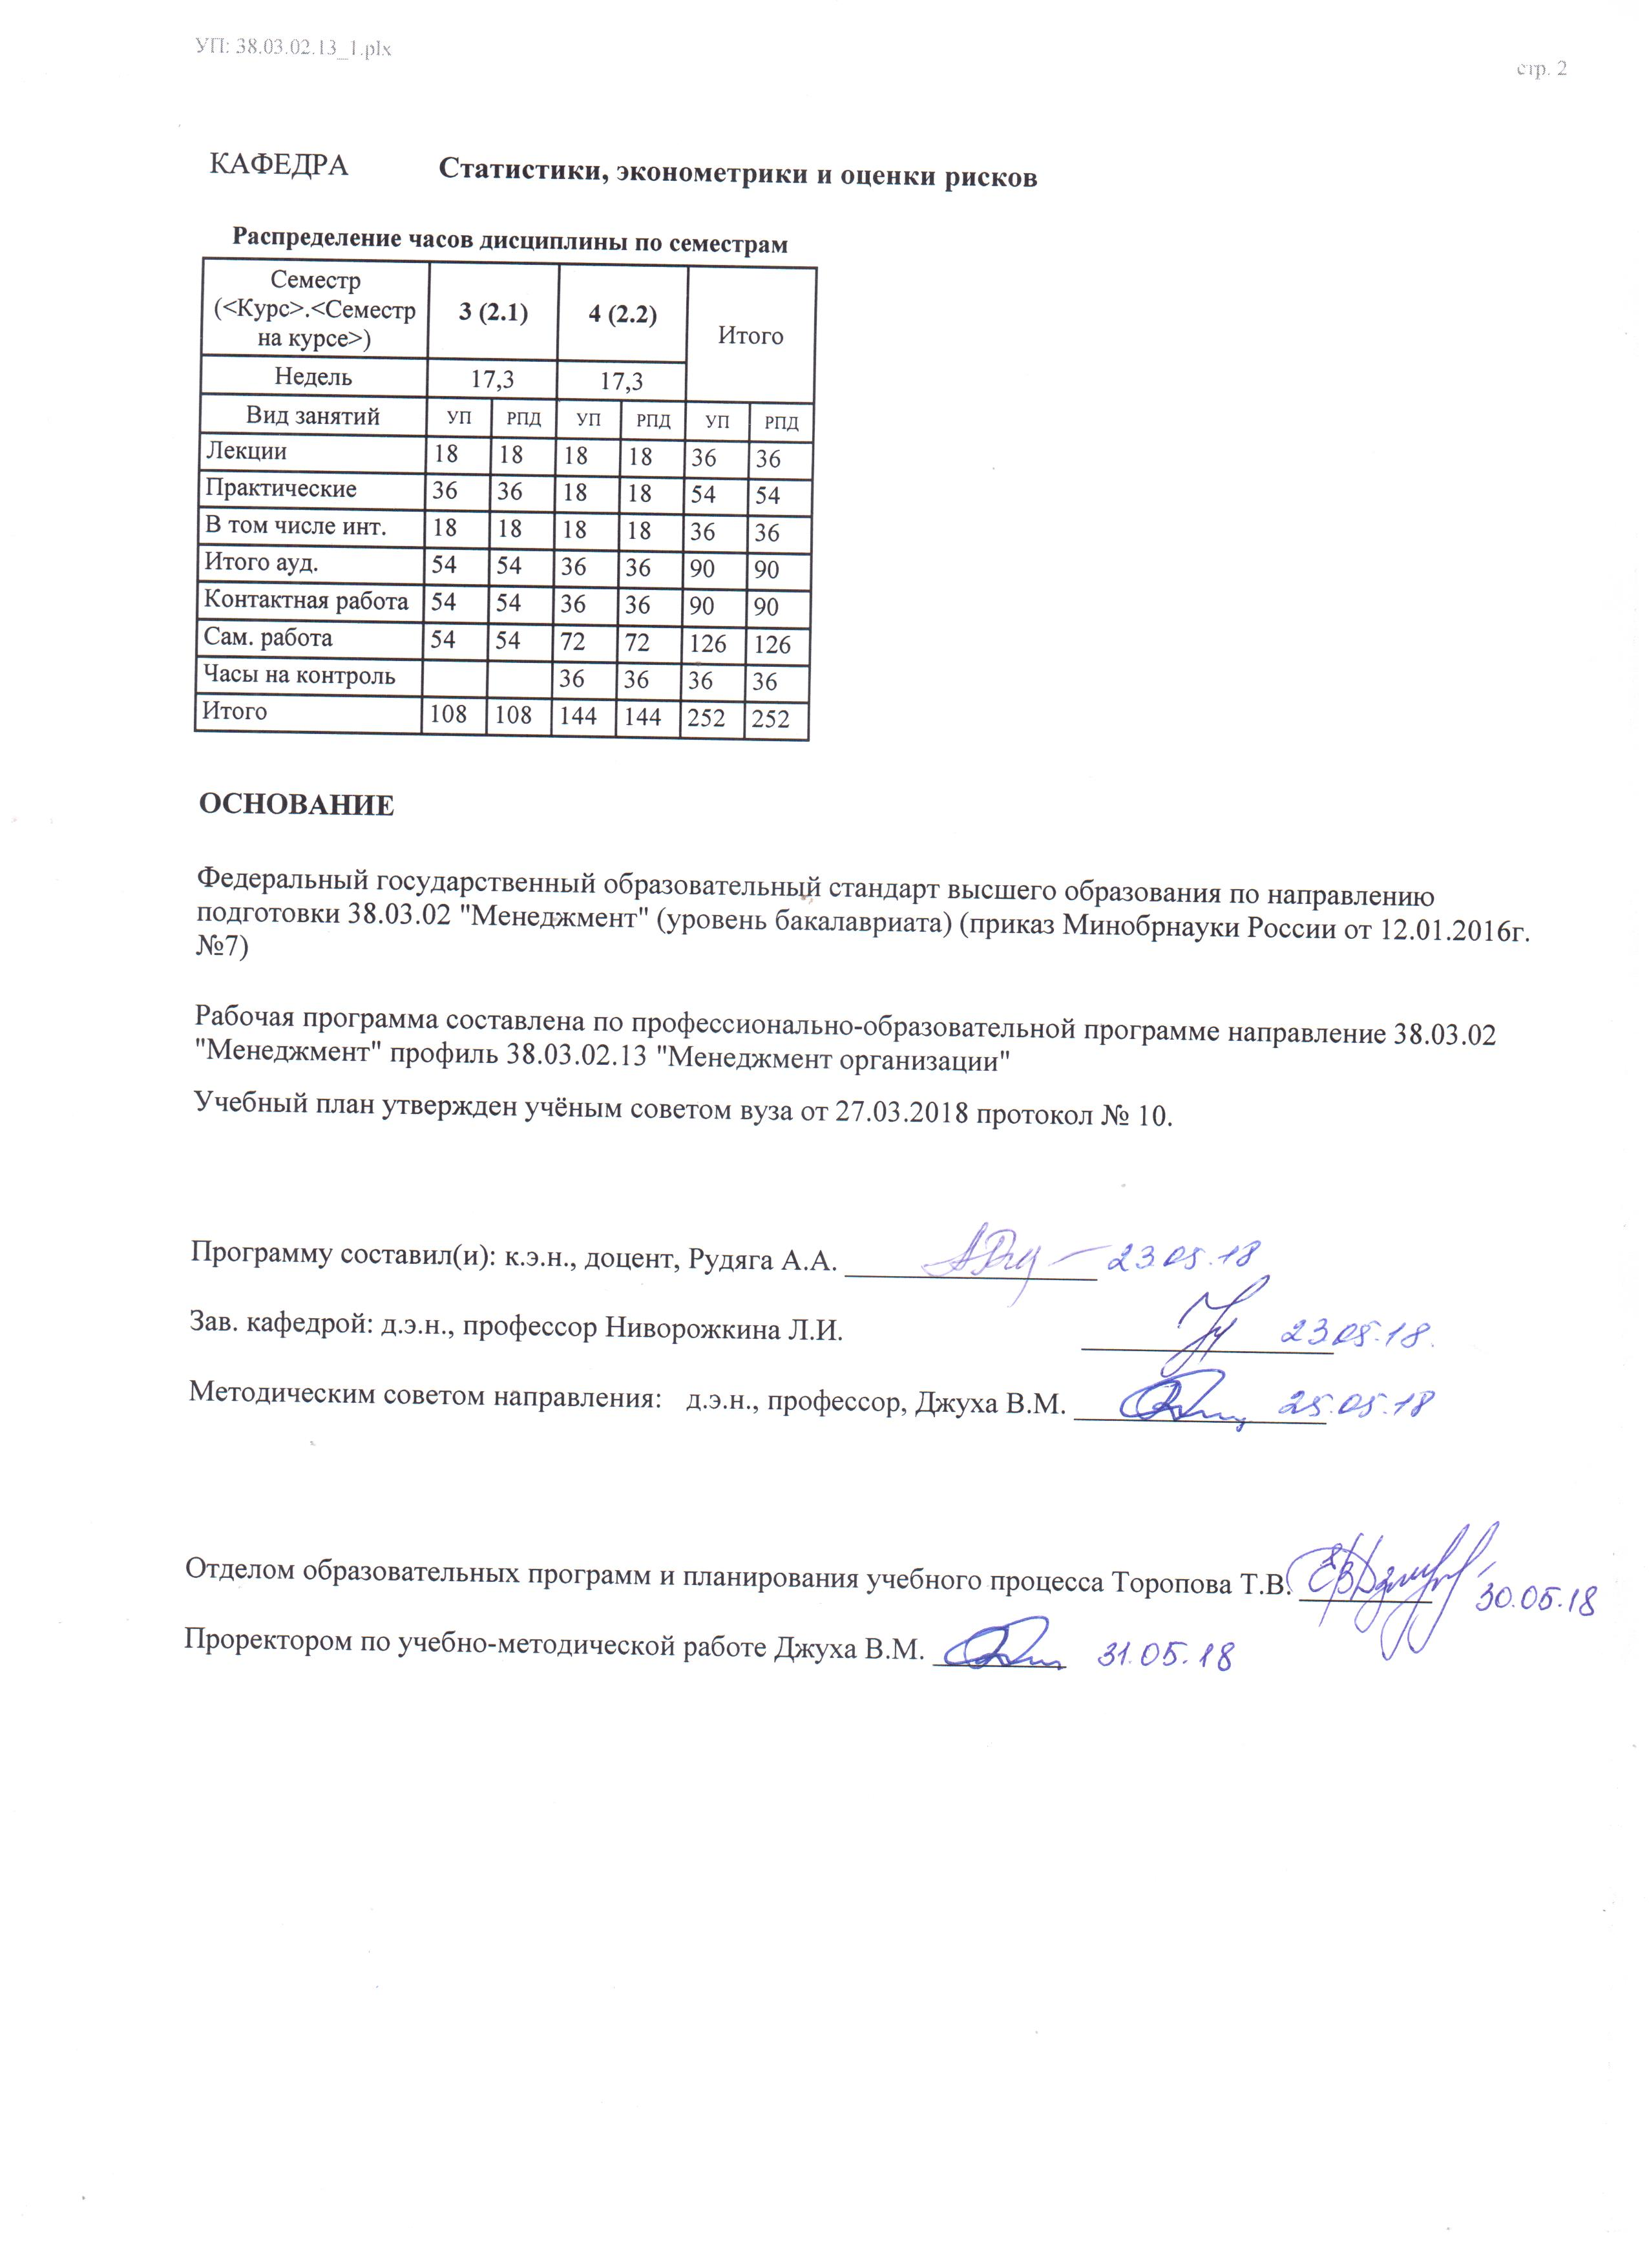 УП: 38.03.02.13_1.plx
стр. 2
КАФЕДРА Статистики, эконометрики и оценки рисков
Распределение часов дисциплины по семестрам
Семестр
(<Курс>.<Семестр
на курсе>) 3 (2.1) 4 (2.2) Итого
Недель 17,3 17,3
Вид занятий УП РПД УП РПД УП РПД
Лекции 18 18 18 18 36 36
Практические 36 36 18 18 54 54
В том числе инт. 18 18 18 18 36 36
Итого ауд. 54 54 36 36 90 90
Контактная работа 54 54 36 36 90 90
Сам. работа 54 54 72 72 126 126
Часы на контроль 36 36 36 36
Итого 108 108 144 144 252 252
ОСНОВАНИЕ
Федеральный государственный образовательный стандарт высшего образования по направлению
подготовки 38.03.02 "Менеджмент" (уровень бакалавриата) (приказ Минобрнауки России от 12.01.2016г.
№7)
Рабочая программа составлена по профессионально-образовательной программе направление 38.03.02
"Менеджмент" профиль 38.03.02.13 "Менеджмент организации"
Учебный план утвержден учёным советом вуза от 27.03.2018 протокол № 10.
Программу составил(и): к.э.н., доцент, Рудяга А.А. 23.05.18
Зав. кафедрой: д.э.н., профессор Ниворожкина Л.И. 23.05.18.
Методическим советом направления: д.э.н., профессор, Джуха В.М. 25.05.18
Отделом образовательных программ и планирования учебного процесса Торопова Т.В. 30.05.18
Проректором по учебно-методической работе Джуха В.М. 31.05.18